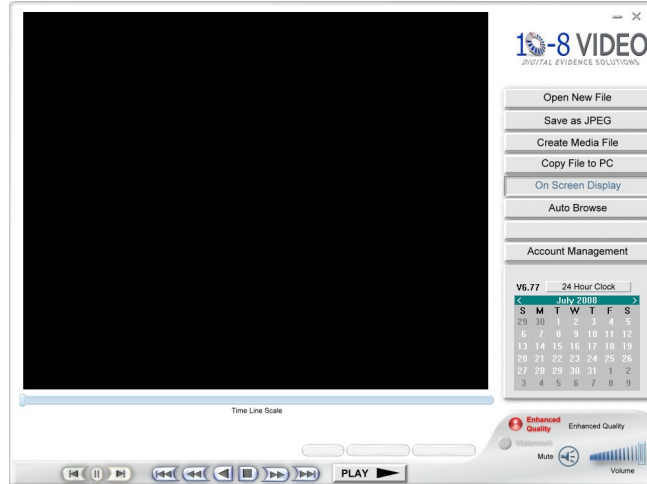 10-8 VIDEO
DIGITAL EVIDENCE SOLUTIONS
Open New File
Save as JPEG
Create Media File
Copy File to PC
On Screen Display
Auto Browse
Account Management
V6.77 24 Hour Clock
< July 2008 >
S M T W T F S
29 30 1 2 3 4 5
6 7 8 9 10 11 12
13 14 15 16 17 18 19
20 21 22 23 24 25 26
27 28 29 30 31 1 2
3 4 5 6 7 8 9
Time Line Scale
Enhanced Quality Enhanced Quality
Watermark
Mute
Volume
PLAY